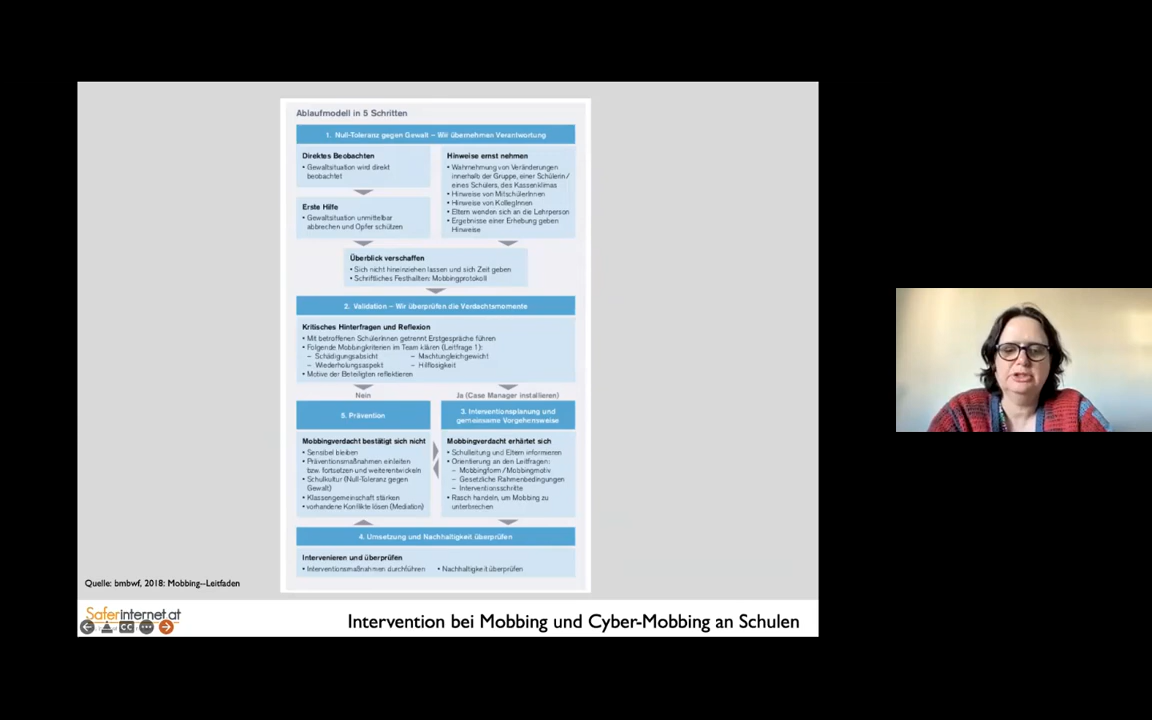 Ablaufmodell in 5 Schritten
1. Null-Toleranz gegen Gewalt – Wir übernehmen Verantwortung
Direktes Beobachten
• Gewaltsituation wird direkt
beobachtet
Erste Hilfe
• Gewaltsituation unmittelbar
abbrechen und Opfer schützen
Hinweise ernst nehmen
• Wahrnehmung von Veränderungen
innerhalb der Gruppe, einer Schülerin/
eines Schülers, des Kassenklimas
• Hinweise von MitschülerInnen
• Hinweise von KollegInnen
• Eltern wenden sich an die Lehrperson
• Ergebnisse einer Erhebung geben
Hinweise
Überblick verschaffen
• Sich nicht hineinziehen lassen und sich Zeit geben
• Schriftliches Festhalten: Mobbingprotokoll
2. Validation – Wir überprüfen die Verdachtsmomente
Kritisches Hinterfragen und Reflexion
• Mit betroffenen SchülerInnen getrennt Erstgespräche führen
• Folgende Mobbingkriterien im Team klären (Leitfrage 1):
– Schädigungsabsicht – Machtungleichgewicht
– Wiederholungsaspekt – Hilflosigkeit
• Motive der Beteiligten reflektieren
Nein
Ja (Case Manager installieren)
5. Prävention
Mobbingverdacht bestätigt sich nicht
• Sensibel bleiben
• Präventionsmaßnahmen einleiten
bzw. fortsetzen und weiterentwickeln
• Schulkultur (Null-Toleranz gegen
Gewalt)
• Klassengemeinschaft stärken
• vorhandene Konflikte lösen (Mediation)
3. Interventionsplanung und
gemeinsame Vorgehensweise
Mobbingverdacht erhärtet sich
• Schulleitung und Eltern informieren
• Orientierung an den Leitfragen:
– Mobbingform / Mobbingmotiv
– Gesetzliche Rahmenbedingungen
– Interventionsschritte
• Rasch handeln, um Mobbing zu
unterbrechen
4. Umsetzung und Nachhaltigkeit überprüfen
Intervenieren und überprüfen
• Interventionsmaßnahmen durchführen • Nachhaltigkeit überprüfen
Quelle: bmbwf, 2018: Mobbing--Leitfaden
Saferinternet.at
CC
Intervention bei Mobbing und Cyber-Mobbing an Schulen